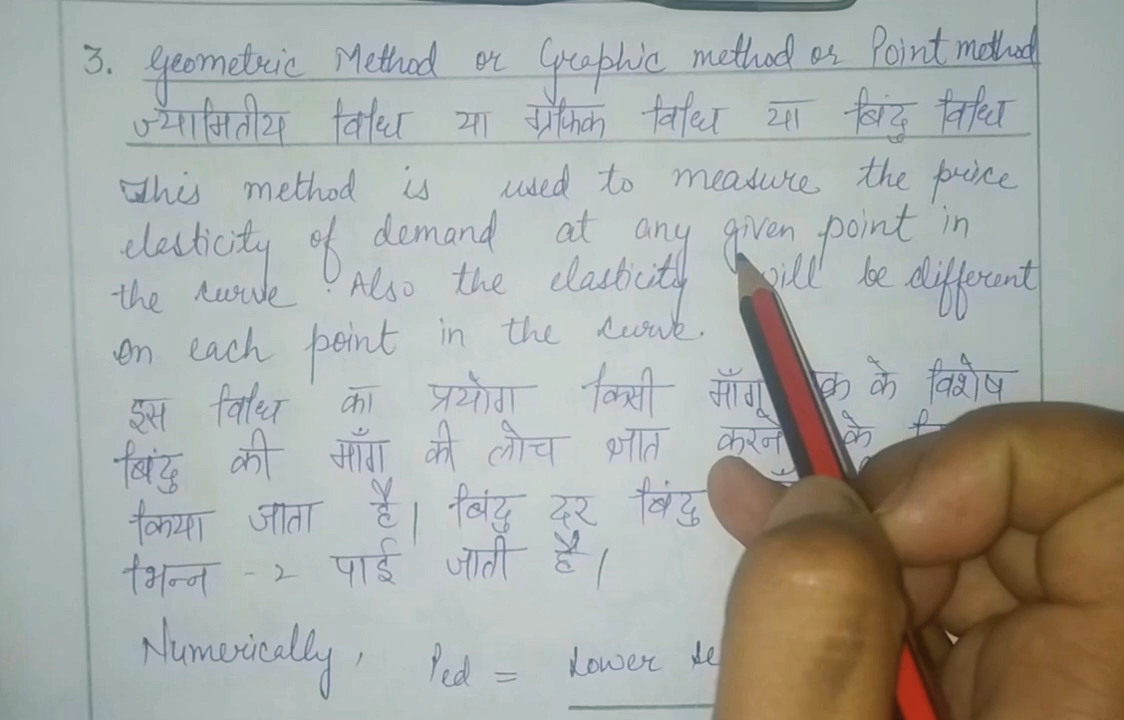 3. Geometric Method or Graphic method or Point method
ज्यामितीय विधि या ग्राफिक विधि या बिंदु विधि
This method is used to measure the price
elasticity of demand at any given point in
the curve. Also the elasticity will be different
on each point in the curve.
इस विधि का प्रयोग किसी माँग के विशेष
बिंदु की माँग की लोच ज्ञात करने के
किया जाता है। बिंदु दर बिंदु
भिन्न -2 पाई जाती है।
Numerically, Ped = Lower